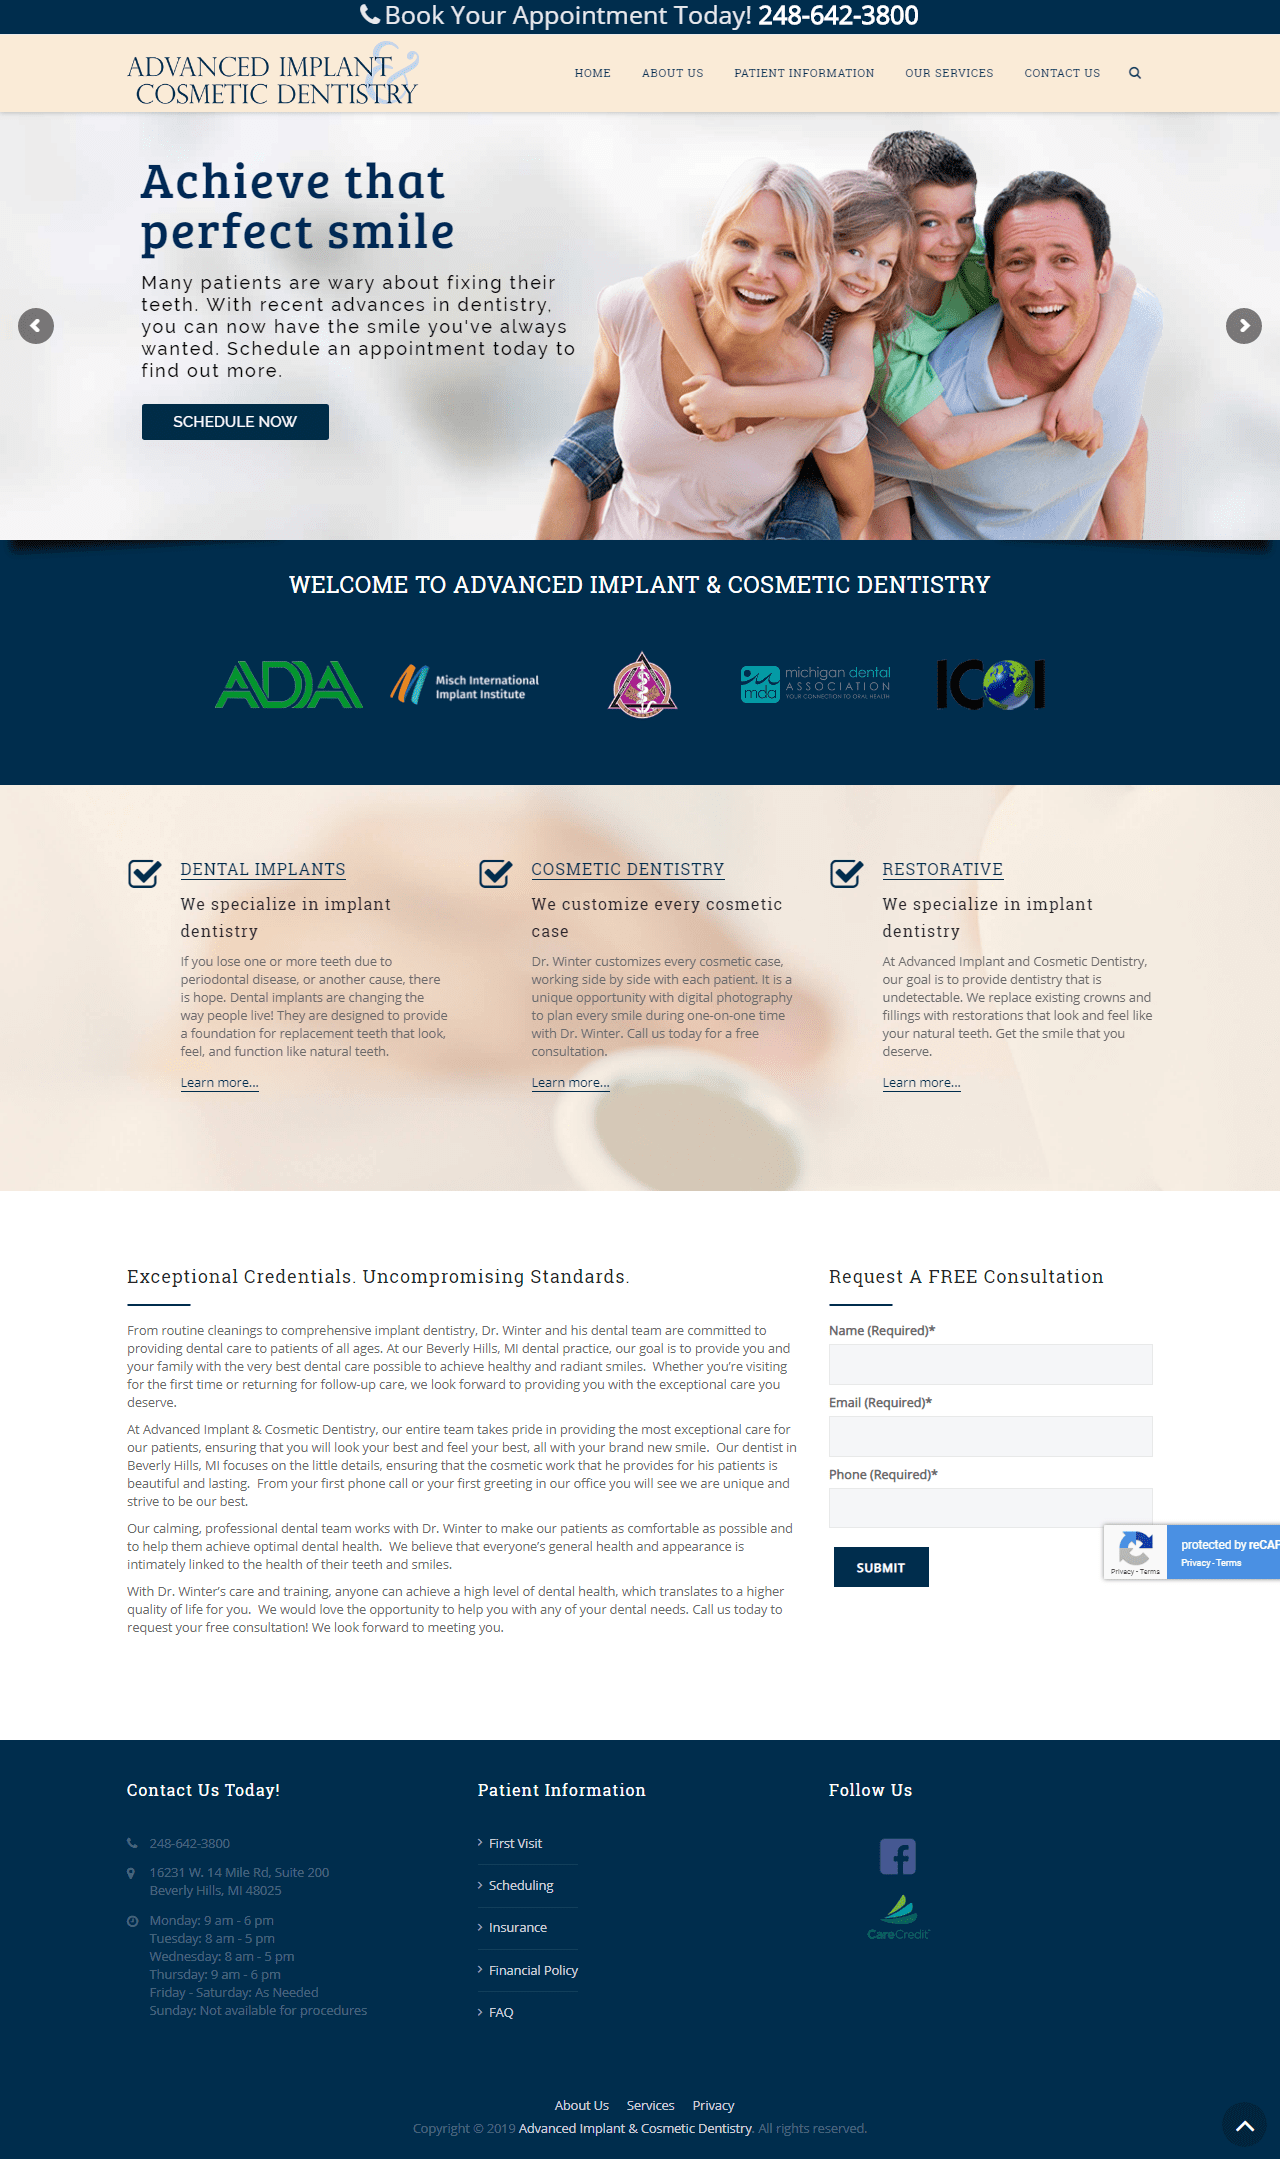 Book Your Appointment Today! 248-642-3800
ADVANCED IMPLANT &
COSMETIC DENTISTRY
HOME ABOUT US PATIENT INFORMATION OUR SERVICES CONTACT US
Achieve that
perfect smile
Many patients are wary about fixing their
teeth. With recent advances in dentistry,
you can now have the smile you've always
wanted. Schedule an appointment today to
find out more.
SCHEDULE NOW
WELCOME TO ADVANCED IMPLANT & COSMETIC DENTISTRY
ADA
Misch International
Implant Institute
mda
michigan dental
ASSOCIATION
YOUR CONNECTION TO ORAL HEALTH
ICOI
DENTAL IMPLANTS
We specialize in implant
dentistry
If you lose one or more teeth due to
periodontal disease, or another cause, there
is hope. Dental implants are changing the
way people live! They are designed to provide
a foundation for replacement teeth that look,
feel, and function like natural teeth.
Learn more...
COSMETIC DENTISTRY
We customize every cosmetic
case
Dr. Winter customizes every cosmetic case,
working side by side with each patient. It is a
unique opportunity with digital photography
to plan every smile during one-on-one time
with Dr. Winter. Call us today for a free
consultation.
Learn more...
RESTORATIVE
We specialize in implant
dentistry
At Advanced Implant and Cosmetic Dentistry,
our goal is to provide dentistry that is
undetectable. We replace existing crowns and
fillings with restorations that look and feel like
your natural teeth. Get the smile that you
deserve.
Learn more...
Exceptional Credentials. Uncompromising Standards.
From routine cleanings to comprehensive implant dentistry, Dr. Winter and his dental team are committed to
providing dental care to patients of all ages. At our Beverly Hills, MI dental practice, our goal is to provide you and
your family with the very best dental care possible to achieve healthy and radiant smiles.  Whether you're visiting
for the first time or returning for follow-up care, we look forward to providing you with the exceptional care you
deserve.
At Advanced Implant & Cosmetic Dentistry, our entire team takes pride in providing the most exceptional care for
our patients, ensuring that you will look your best and feel your best, all with your brand new smile.  Our dentist in
Beverly Hills, MI focuses on the little details, ensuring that the cosmetic work that he provides for his patients is
beautiful and lasting.  From your first phone call or your first greeting in our office you will see we are unique and
strive to be our best.
Our calming, professional dental team works with Dr. Winter to make our patients as comfortable as possible and
to help them achieve optimal dental health.  We believe that everyone's general health and appearance is
intimately linked to the health of their teeth and smiles.
With Dr. Winter's care and training, anyone can achieve a high level of dental health, which translates to a higher
quality of life for you.  We would love the opportunity to help you with any of your dental needs. Call us today to
request your free consultation! We look forward to meeting you.
Request A FREE Consultation
Name (Required)*
Email (Required)*
Phone (Required)*
SUBMIT
Privacy - Terms
protected by reCAP
Privacy - Terms
Contact Us Today!
248-642-3800
16231 W. 14 Mile Rd, Suite 200
Beverly Hills, MI 48025
Monday: 9 am - 6 pm
Tuesday: 8 am - 5 pm
Wednesday: 8 am - 5 pm
Thursday: 9 am - 6 pm
Friday - Saturday: As Needed
Sunday: Not available for procedures
Patient Information
First Visit
Scheduling
Insurance
Financial Policy
FAQ
Follow Us
CareCredit
About Us Services Privacy
Copyright © 2019 Advanced Implant & Cosmetic Dentistry. All rights reserved.